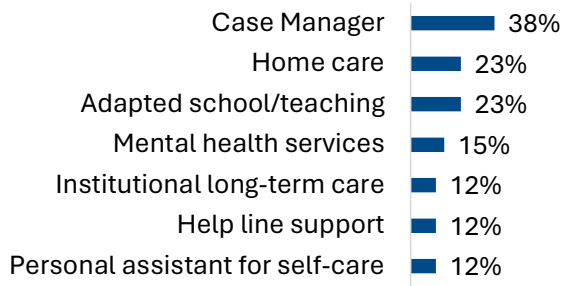 Case Manager 38%
Home care 23%
Adapted school/teaching 23%
Mental health services 15%
Institutional long-term care 12%
Help line support 12%
Personal assistant for self-care 12%